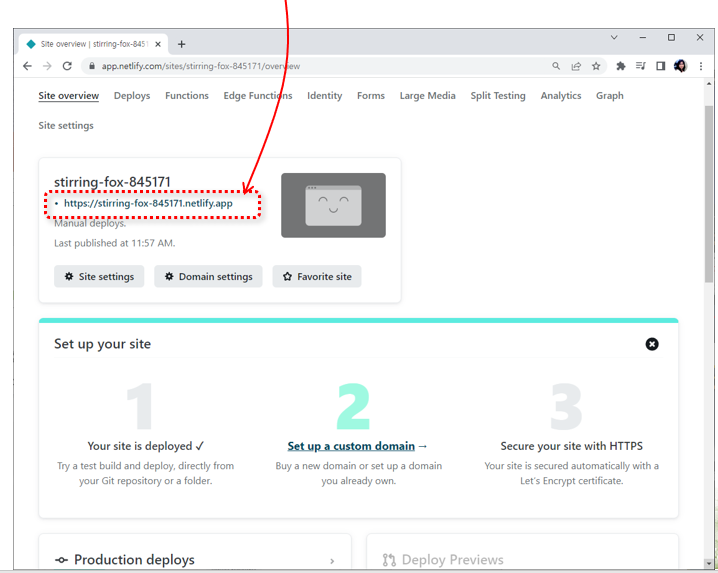 Site overview | stirring-fox-8451
app.netlify.com/sites/stirring-fox-845171/overview
Site overview Deploys Functions Edge Functions Identity Forms Large Media Split Testing Analytics Graph
Site settings
stirring-fox-845171
• https://stirring-fox-845171.netlify.app
Manual deploys.
Last published at 11:57 AM.
Site settings Domain settings Favorite site
Set up your site
1 2 3
Your site is deployed ✓ Set up a custom domain → Secure your site with HTTPS
Try a test build and deploy, directly from Buy a new domain or set up a domain Your site is secured automatically with a
your Git repository or a folder. you already own. Let's Encrypt certificate.
Production deploys › Deploy Previews